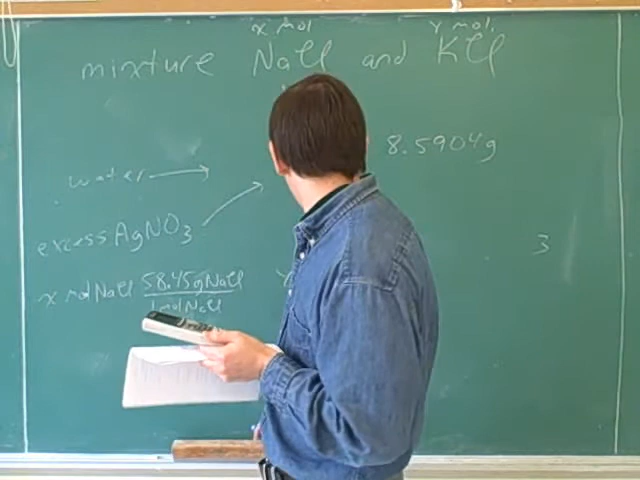 x mol y mol
mixture NaCl and KCl
8.5904g
water
excess AgNO3
3
x mol NaCl 58.45g NaCl
1 mol NaCl